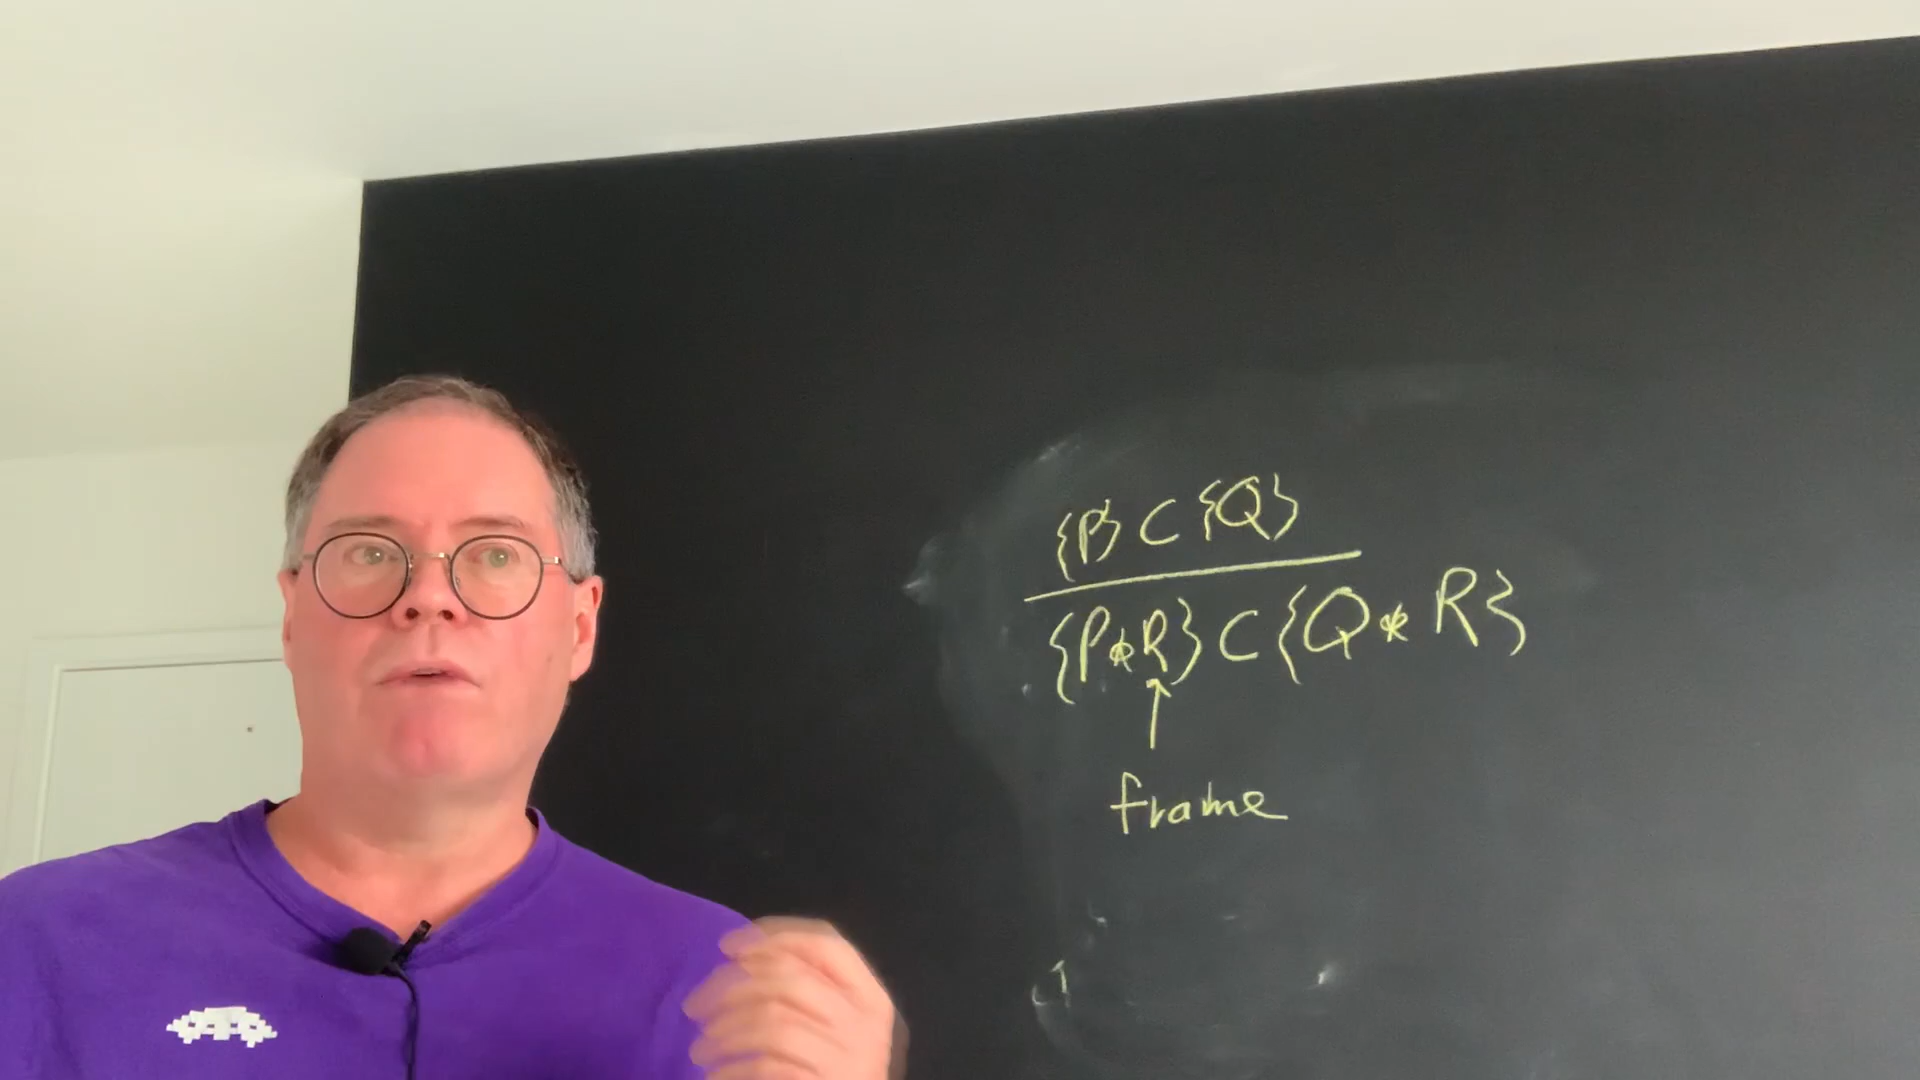 {P} C {Q}
{P * R} C {Q * R}
↑
frame